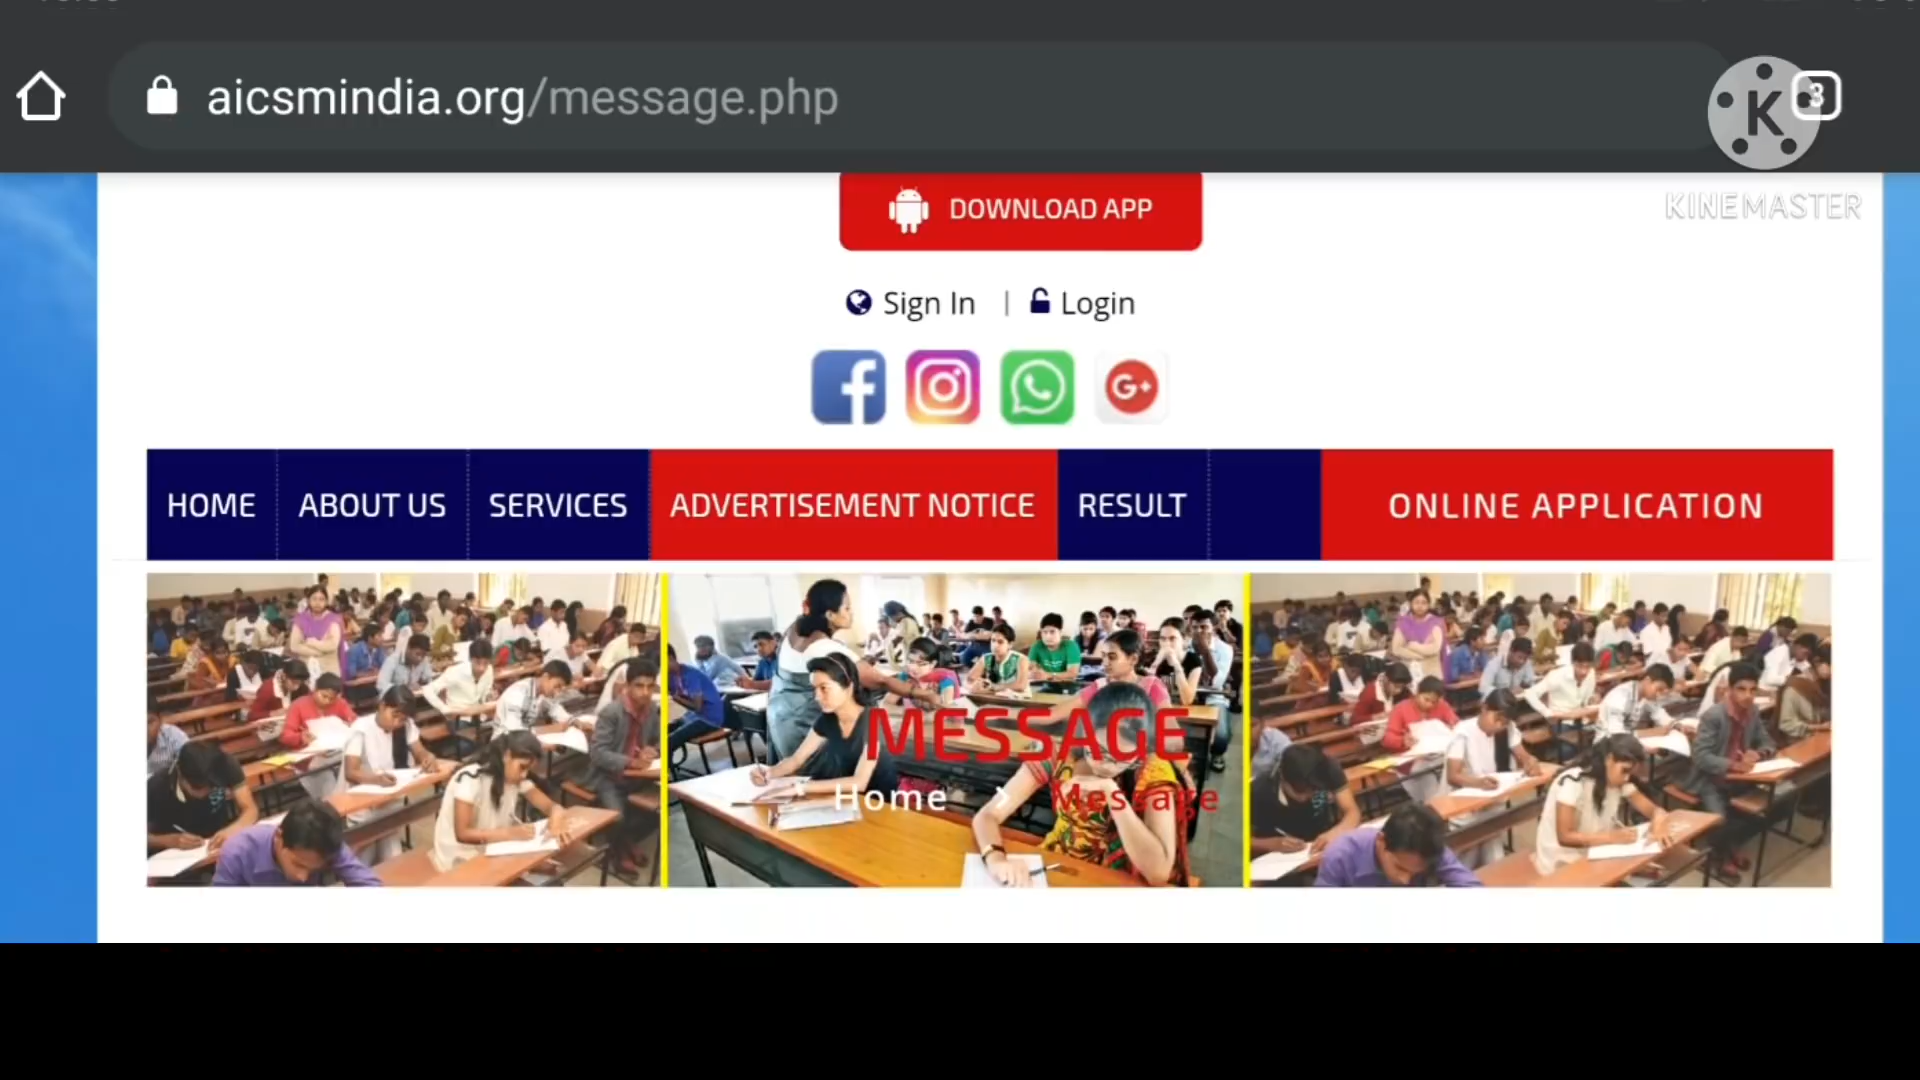 aicsmindia.org/message.php
3
K
KINEMASTER
DOWNLOAD APP
Sign In | Login
f
G+
HOME ABOUT US SERVICES ADVERTISEMENT NOTICE RESULT ONLINE APPLICATION
MESSAGE
Home > Message